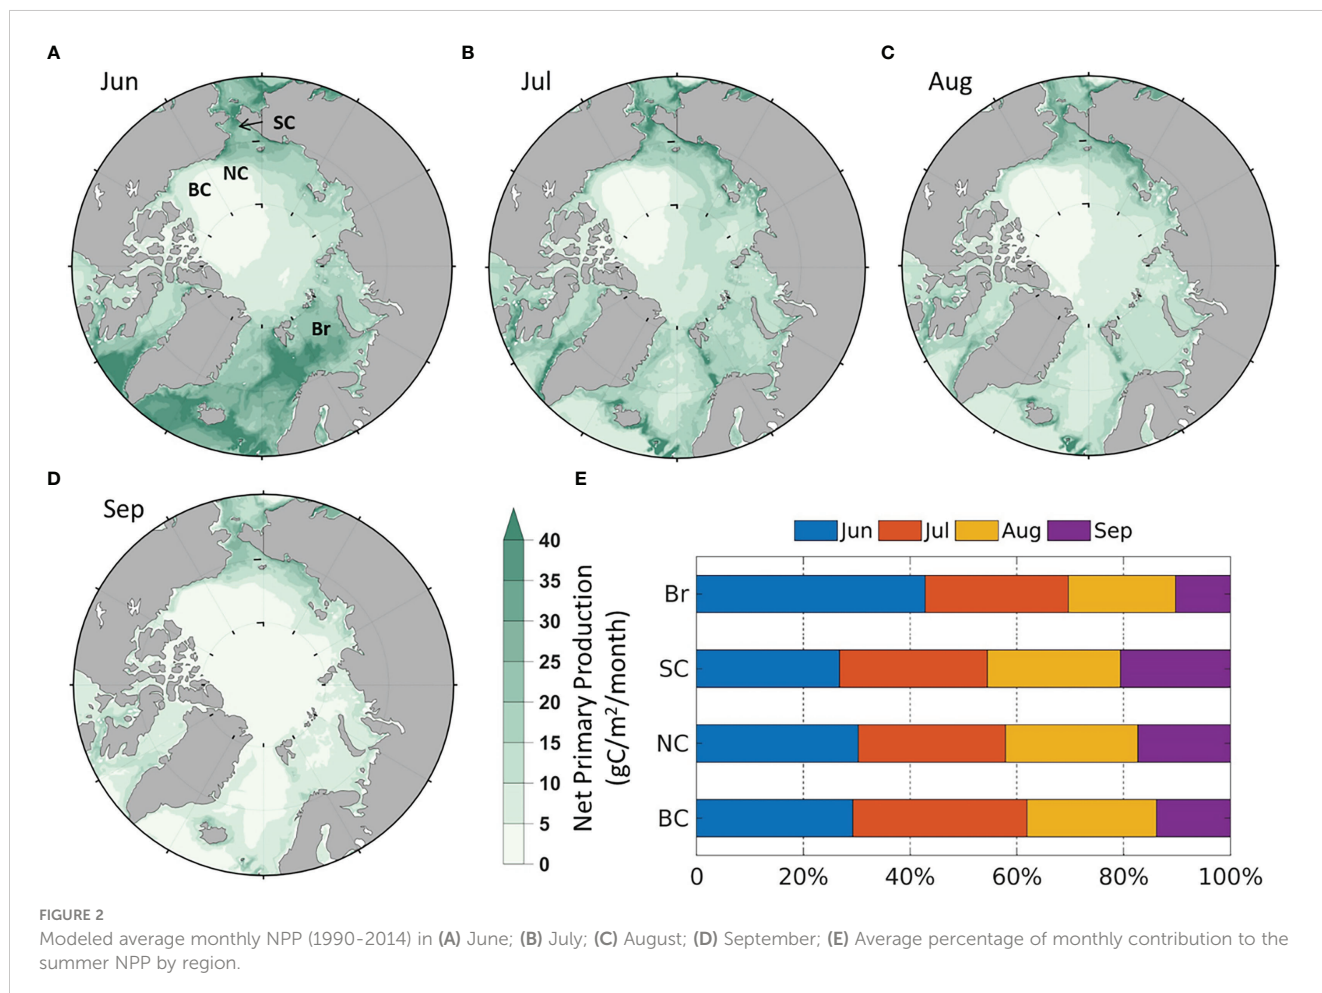 A
Jun
SC
NC
BC
Br
B
Jul
C
Aug
D
Sep
40
35
30
25
20
15
10
5
0
Net Primary Production
(gC/m²/month)
E
Jun Jul Aug Sep
Br
SC
NC
BC
0 20% 40% 60% 80% 100%
FIGURE 2
Modeled average monthly NPP (1990-2014) in (A) June; (B) July; (C) August; (D) September; (E) Average percentage of monthly contribution to the
summer NPP by region.